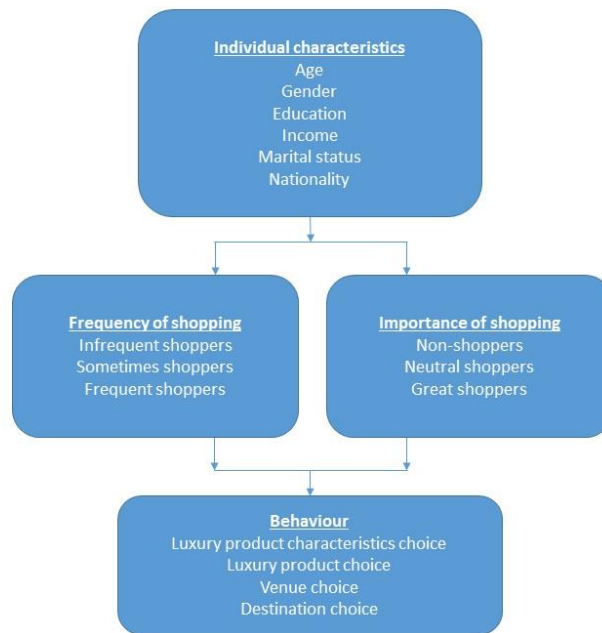 Individual characteristics
Age
Gender
Education
Income
Marital status
Nationality
Frequency of shopping
Infrequent shoppers
Sometimes shoppers
Frequent shoppers
Importance of shopping
Non-shoppers
Neutral shoppers
Great shoppers
Behaviour
Luxury product characteristics choice
Luxury product choice
Venue choice
Destination choice